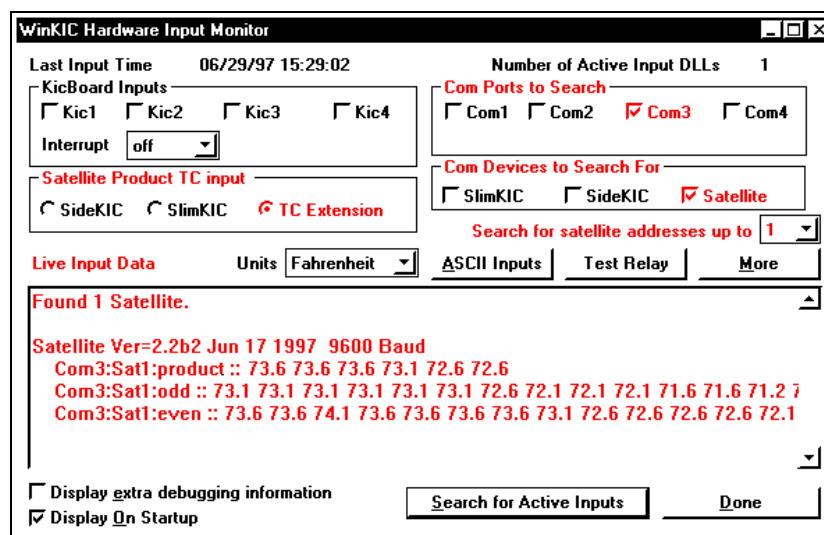 WinKIC Hardware Input Monitor
Last Input Time 06/29/97 15:29:02 Number of Active Input DLLs 1
KicBoard Inputs
Kic1 Kic2 Kic3 Kic4
Interrupt off
Com Ports to Search
Com1 Com2 Com3 Com4
Satellite Product TC input
SideKIC SlimKIC TC Extension
Com Devices to Search For
SlimKIC SideKIC Satellite
Search for satellite addresses up to 1
Live Input Data Units Fahrenheit ASCII Inputs Test Relay More
Found 1 Satellite.
Satellite Ver=2.2b2 Jun 17 1997 9600 Baud
Com3:Sat1:product :: 73.6 73.6 73.6 73.1 72.6 72.6
Com3:Sat1:odd :: 73.1 73.1 73.1 73.1 73.1 73.1 72.6 72.1 72.1 72.1 71.6 71.6 71.2 7
Com3:Sat1:even :: 73.6 73.6 74.1 73.6 73.6 73.6 73.6 73.1 72.6 72.6 72.6 72.6 72.1
Display extra debugging information
Display On Startup
Search for Active Inputs Done